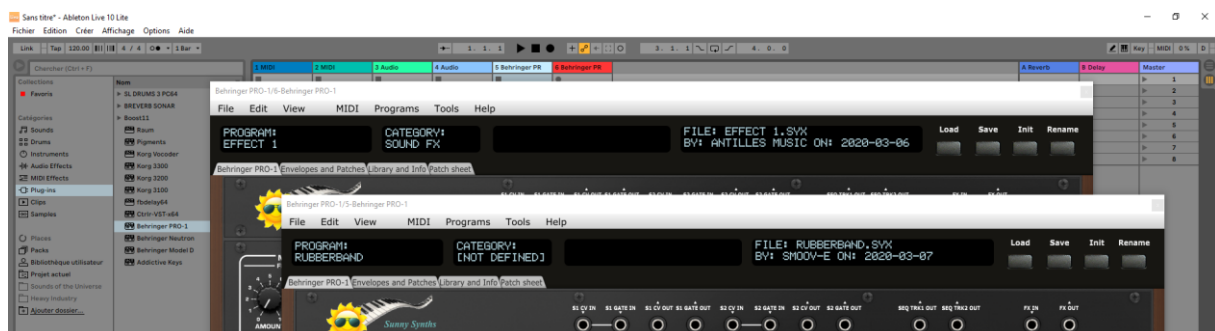 Sans titre* - Ableton Live 10 Lite
Fichier Edition Créer Affichage Options Aide
Link Tap 120.00 4 / 4 1 Bar 1. 1. 1 3. 1. 1 4. 0. 0 Key MIDI 0 % D
Chercher (Ctrl + F)
1 MIDI 2 MIDI 3 Audio 4 Audio 5 Behringer PR 6 Behringer PR A Reverb B Delay Master
Collections
Favoris
Catégories
Sounds
Drums
Instruments
Audio Effects
MIDI Effects
Plug-ins
Clips
Samples
Places
Packs
Bibliothèque utilisateur
Projet actuel
Sounds of the Universe
Heavy Industry
Ajouter dossier...
Nom
SL DRUMS 3 PC64
BREVERB SONAR
Boost11
Raum
Pigments
Korg Vocoder
Korg 3300
Korg 3200
Korg 3100
fbdelay64
Ctrlr-VST-x64
Behringer PRO-1
Behringer Neutron
Behringer Model D
Addictive Keys
1
2
3
4
5
6
7
8
Behringer PRO-1/6-Behringer PRO-1
File Edit View MIDI Programs Tools Help
PROGRAM: CATEGORY: FILE: EFFECT 1.SYX
EFFECT 1 SOUND FX BY: ANTILLES MUSIC ON: 2020-03-06
Load Save Init Rename
Behringer PRO-1 Envelopes and Patches Library and Info Patch sheet
Behringer PRO-1/5-Behringer PRO-1
File Edit View MIDI Programs Tools Help
PROGRAM: CATEGORY: FILE: RUBBERBAND.SYX
RUBBERBAND [NOT DEFINED] BY: SMOOV-E ON: 2020-03-07
Load Save Init Rename
Behringer PRO-1 Envelopes and Patches Library and Info Patch sheet
S1 CV IN S1 GATE IN S1 CV OUT S1 GATE OUT S2 CV IN S2 GATE IN S2 CV OUT S2 GATE OUT SEQ TRK1 OUT SEQ TRK2 OUT FX IN FX OUT
Sunny Synths
AMOUN